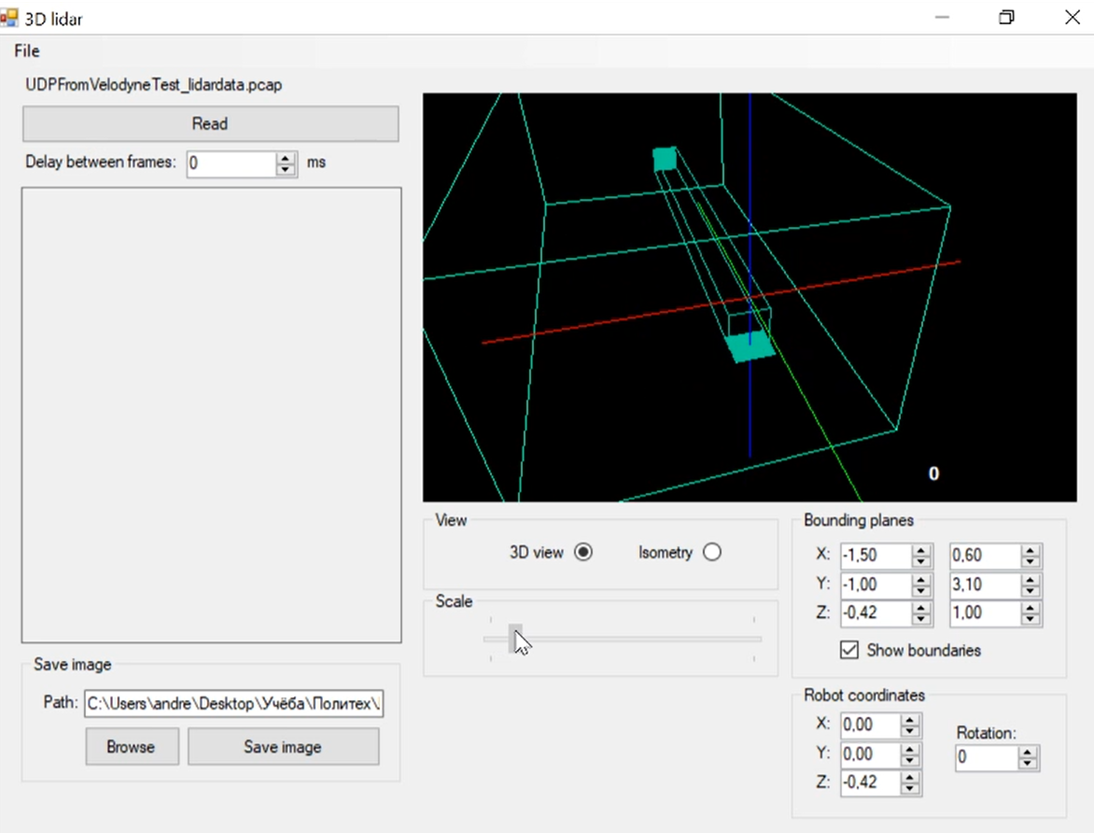 3D lidar
File
UDPFromVelodyneTest_lidardata.pcap
Read
Delay between frames: 0 ms
0
View
3D view Isometry
Scale
Bounding planes
X: -1,50 0,60
Y: -1,00 3,10
Z: -0,42 1,00
Show boundaries
Save image
Path: C:\Users\andre\Desktop\Учёба\Политех\
Browse Save image
Robot coordinates
X: 0,00
Y: 0,00
Z: -0,42
Rotation:
0